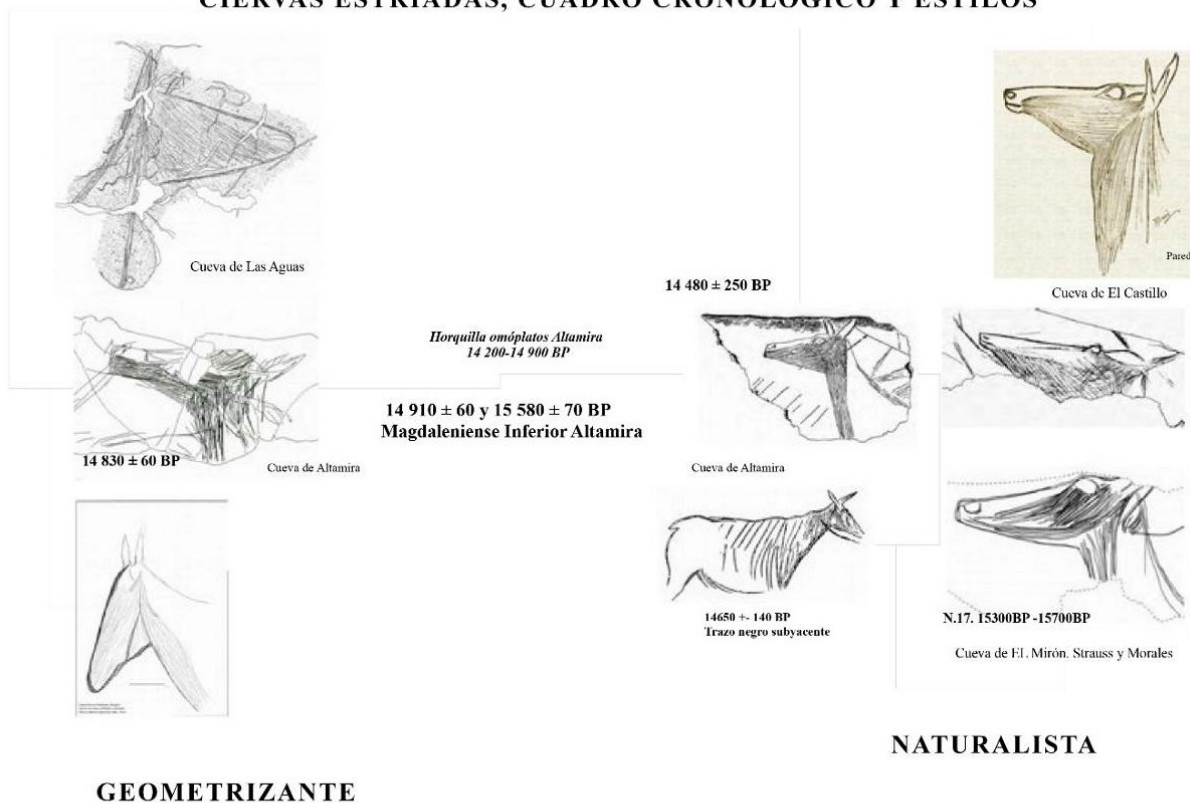 CIERVAS ESTRIADAS, CUADRO CRONOLÓGICO Y ESTILOS
Cueva de Las Aguas
Pared
Cueva de El Castillo
14 480 ± 250 BP
Horquilla omóplatos Altamira
14 200-14 900 BP
14 910 ± 60 y 15 580 ± 70 BP
Magdaleniense Inferior Altamira
14 830 ± 60 BP
Cueva de Altamira
Cueva de Altamira
14650 +- 140 BP
Trazo negro subyacente
N.17. 15300BP -15700BP
Cueva de EL Mirón. Strauss y Morales
NATURALISTA
GEOMETRIZANTE